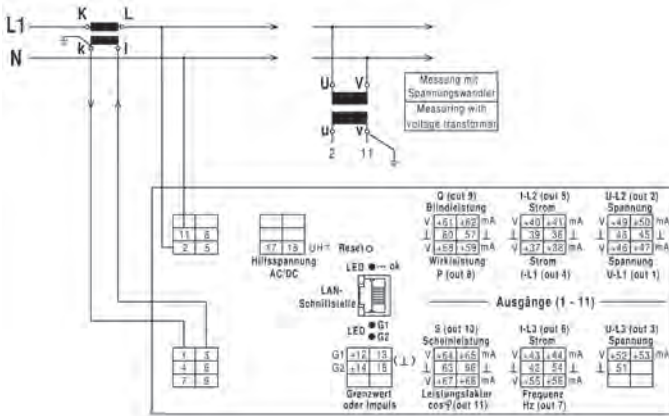 L1
K
L
k
l
N
U
V
u
v
2
11
Messung mit
Spannungswandler
Measuring with
voltage transformer
Q (out 9)
Blindleistung
V +61 +62 mA
⊥ 60 57 ⊥
V +58 +59 mA
Wirkleistung
P (out 8)
I-L2 (out 5)
Strom
V +40 +41 mA
⊥ 39 36 ⊥
V +37 +38 mA
Strom
I-L1 (out 4)
U-L2 (out 2)
Spannung
V +49 +50 mA
⊥ 48 45 ⊥
V +46 +47 mA
Spannung
U-L1 (out 1)
11 8
2 5
17 18 UH~
Hilfsspannung
AC/DC
Reset
LED ok
LAN-
Schnittstelle
Ausgänge (1 - 11)
LED G1
G2
G1 +12 13
G2 +14 15
(⊥)
Grenzwert
oder Impuls
1 3
4 6
7 9
S (out 10)
Scheinleistung
V +64 +65 mA
⊥ 63 66 ⊥
V +67 +68 mA
Leistungsfaktor
cosφ (out 11)
I-L3 (out 6)
Strom
V +43 +44 mA
⊥ 42 54 ⊥
V +55 +56 mA
Frequenz
Hz (out 7)
U-L3 (out 3)
Spannung
V +52 +53 mA
⊥ 51